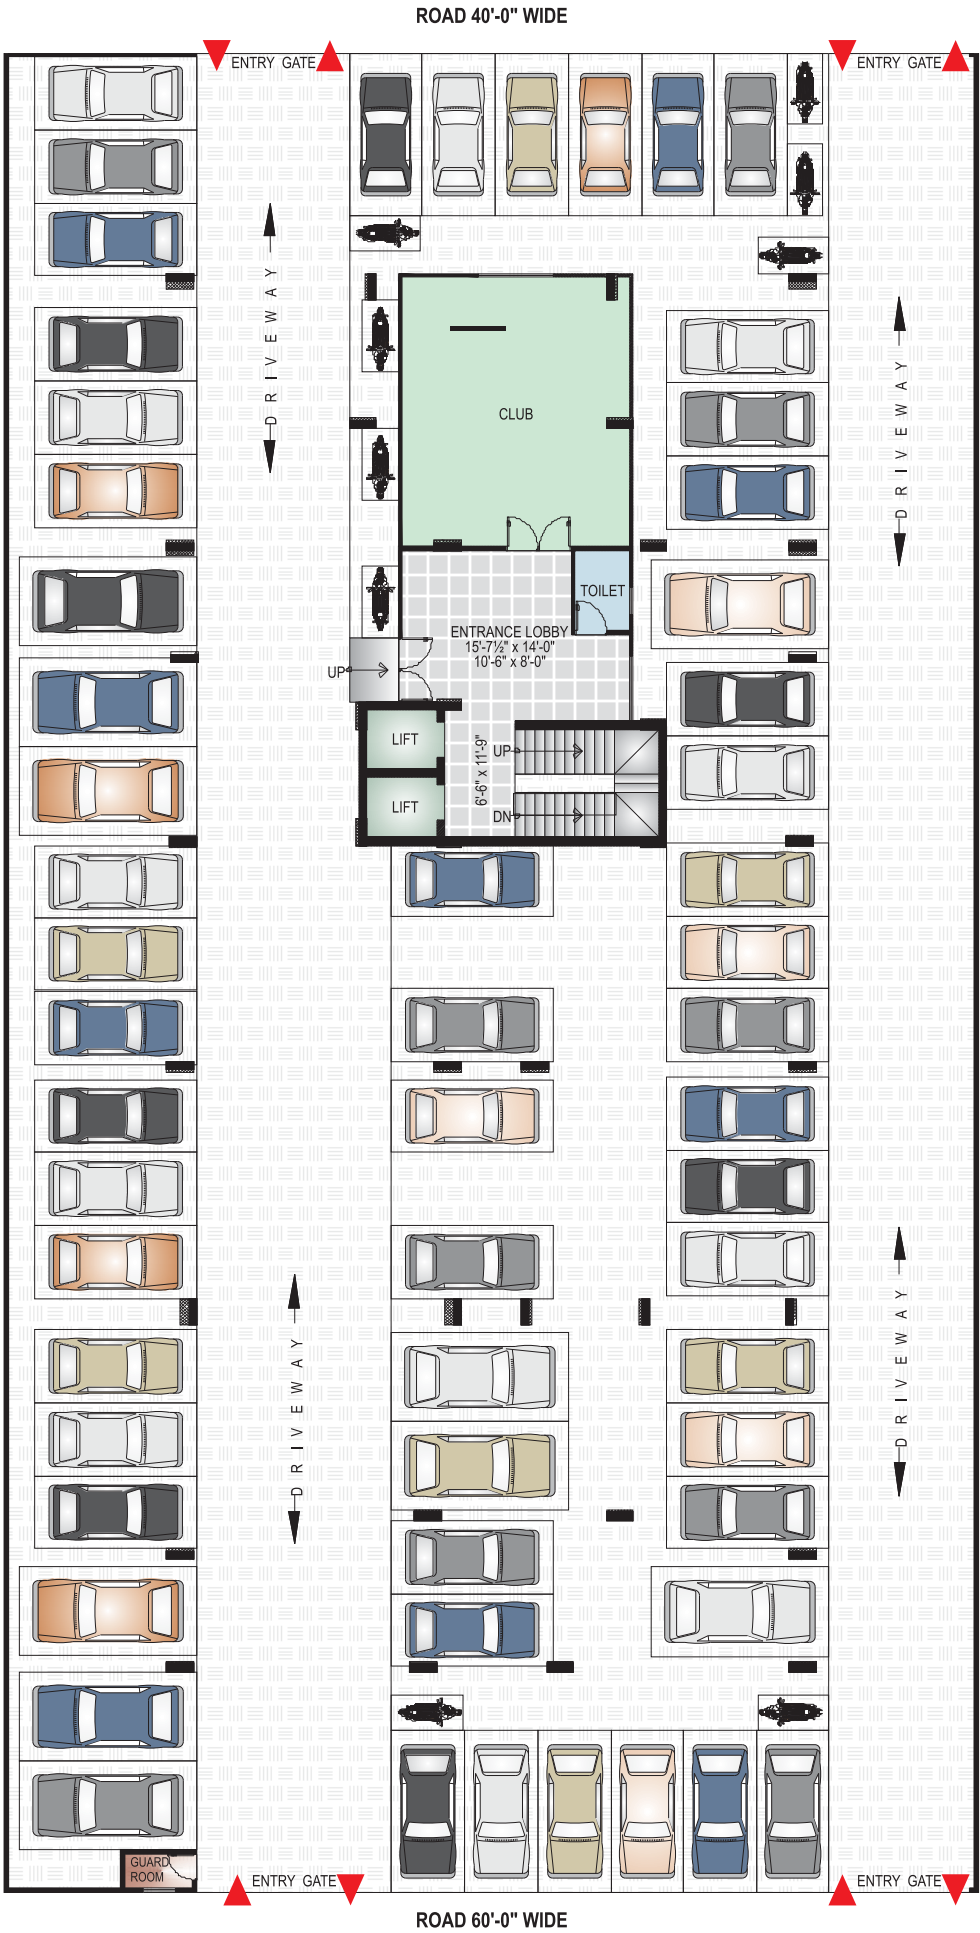 ROAD 40'-0" WIDE
ENTRY GATE
ENTRY GATE
DRIVEWAY
DRIVEWAY
CLUB
TOILET
ENTRANCE LOBBY
15'-7½" x 14'-0"
10'-6" x 8'-0"
UP
LIFT
LIFT
6'-6" x 11'-9"
UP
DN
DRIVEWAY
DRIVEWAY
GUARD
ROOM
ENTRY GATE
ENTRY GATE
ROAD 60'-0" WIDE